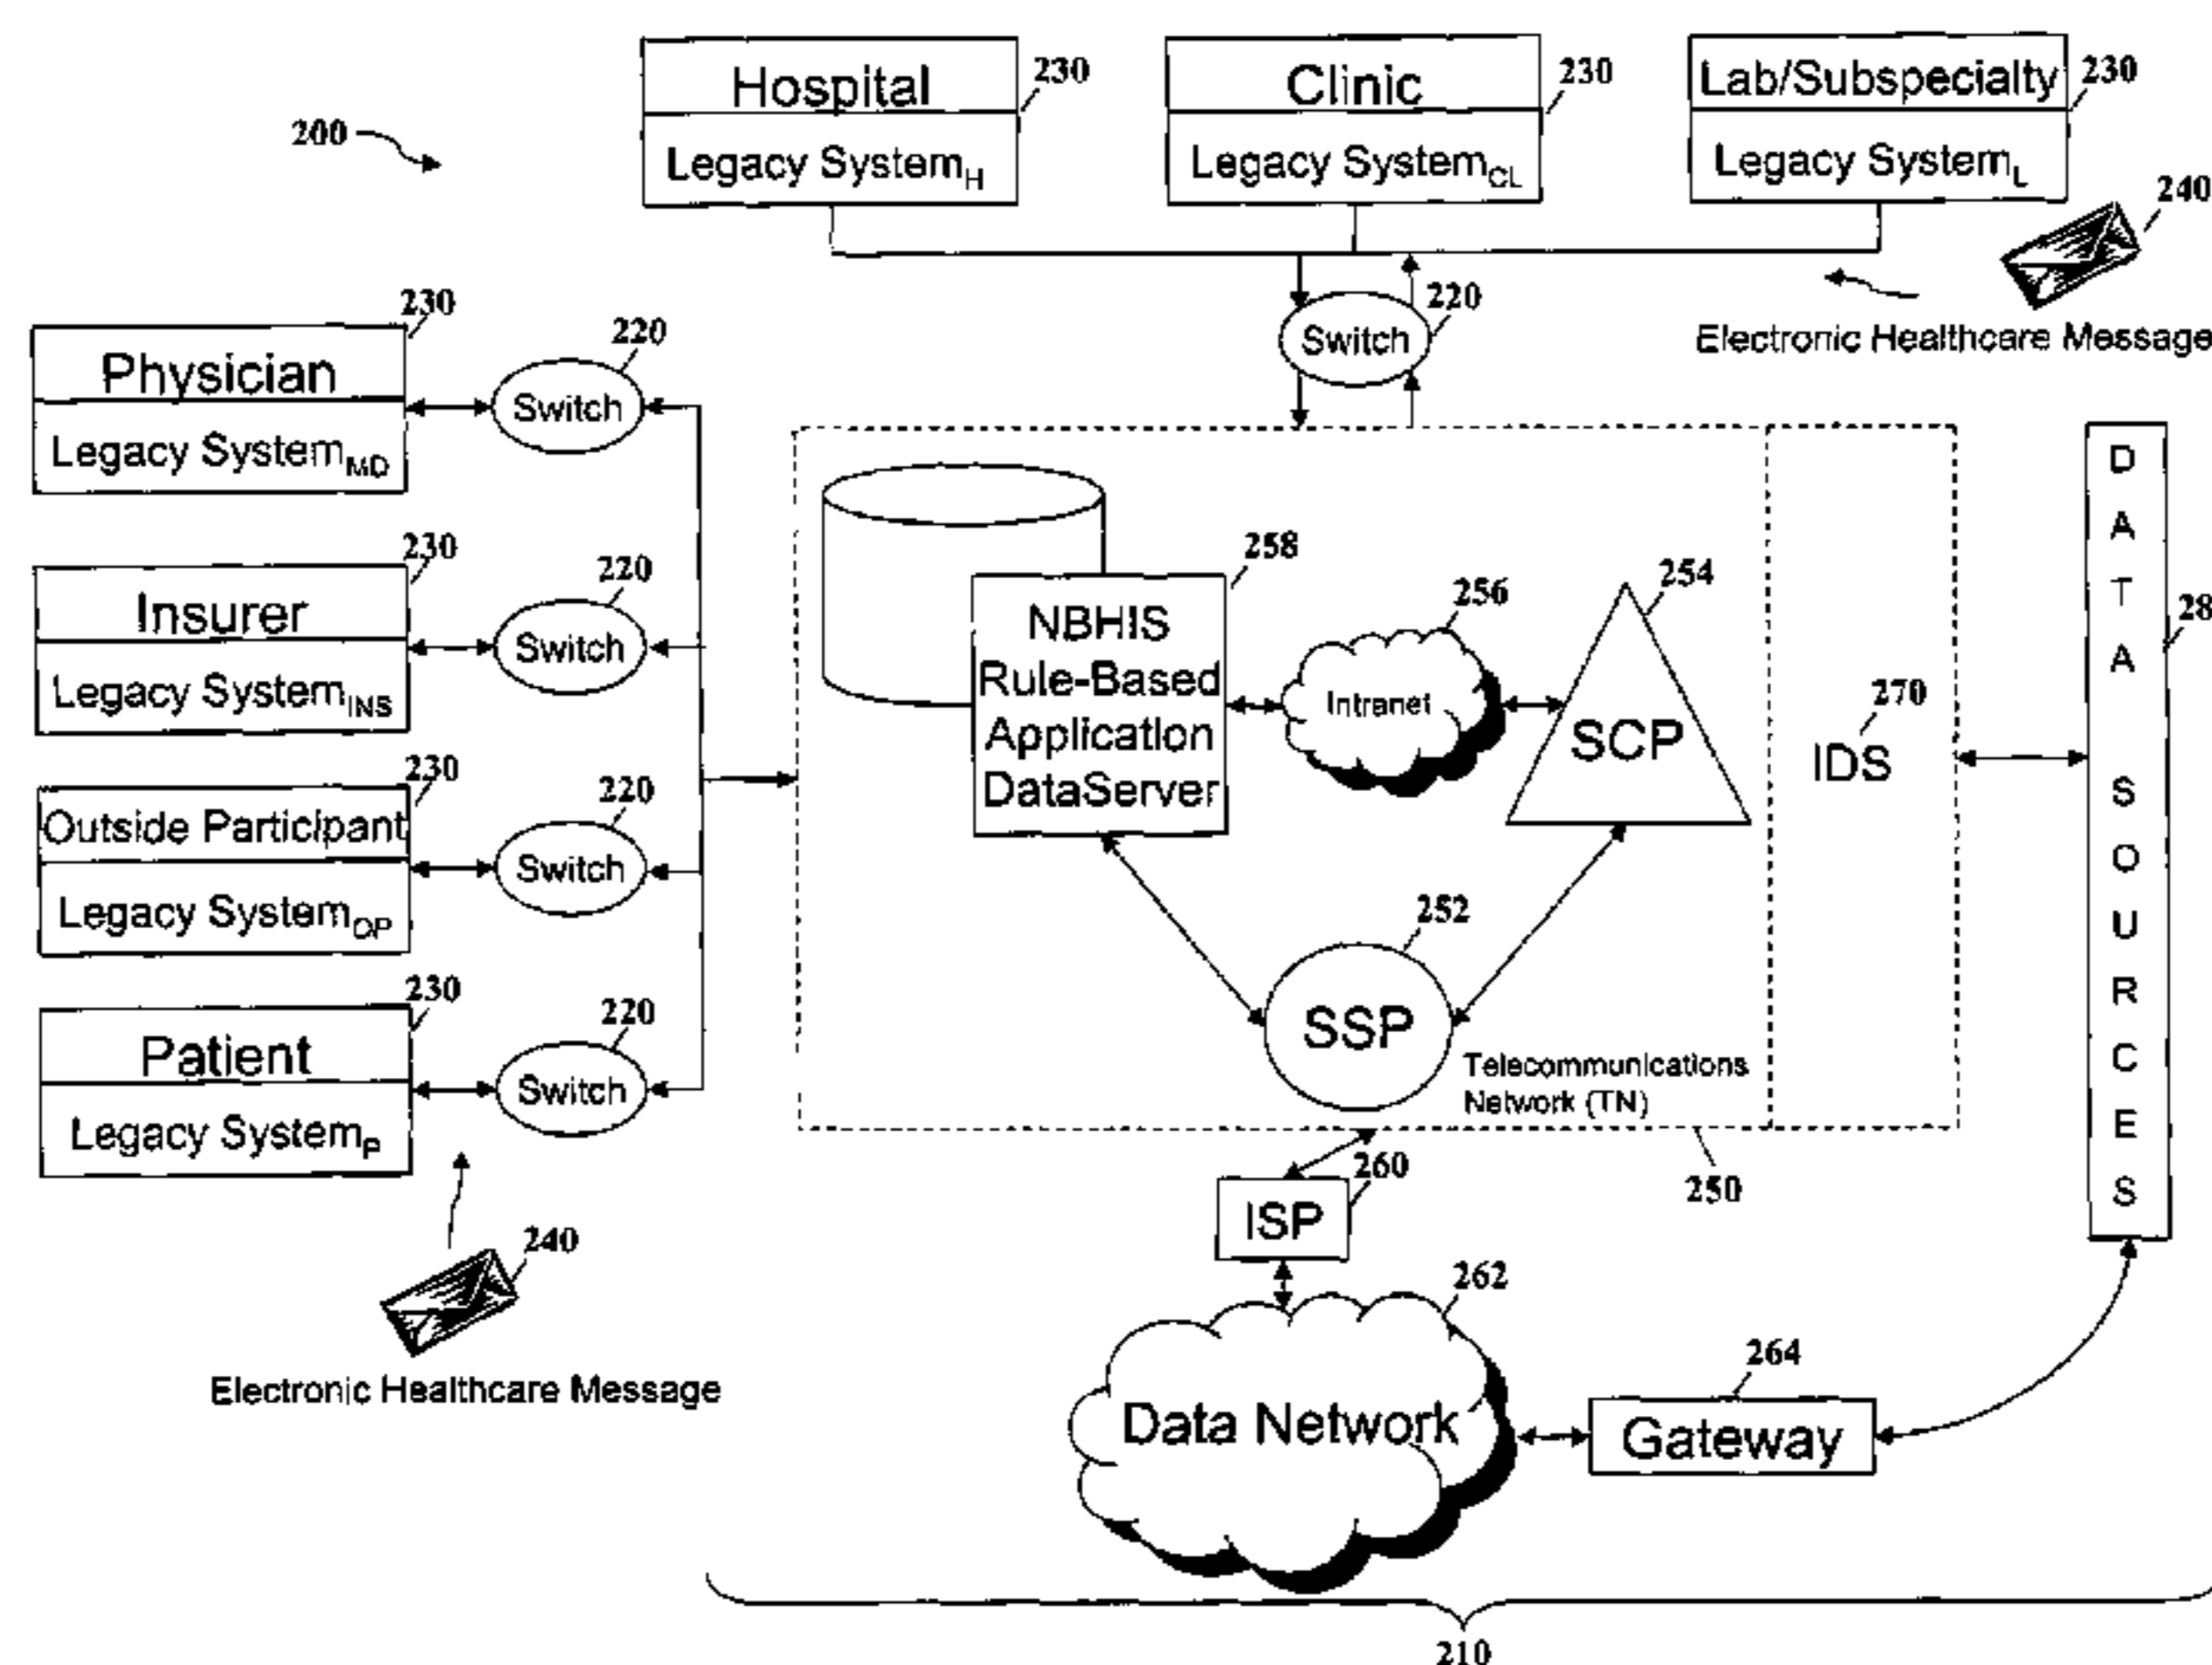 Hospital
230
Legacy SystemH
Clinic
230
Legacy SystemCL
Lab/Subspecialty
230
Legacy SystemL
200
240
Electronic Healthcare Message
220
Switch
230
Physician
Legacy SystemMD
220
Switch
230
Insurer
Legacy SystemINS
220
Switch
230
Outside Participant
Legacy SystemOP
220
Switch
230
Patient
Legacy SystemP
220
Switch
240
Electronic Healthcare Message
258
NBHIS
Rule-Based
Application
DataServer
256
Intranet
254
SCP
270
IDS
252
SSP
Telecommunications
Network (TN)
250
DATA SOURCES
28
260
ISP
262
Data Network
264
Gateway
210